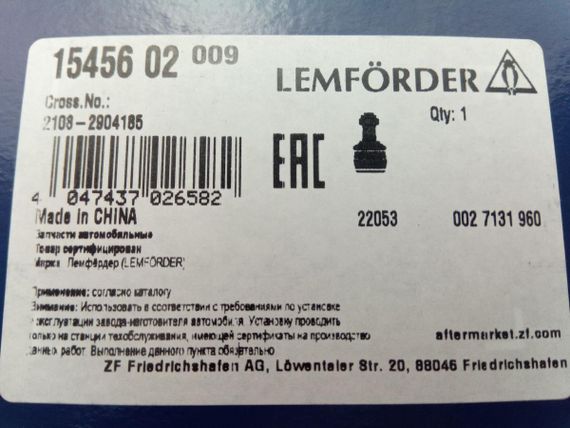 15456 02 009
LEMFÖRDER
Cross.No.:
2108-2904185
Qty: 1
EAC
4 047437 026582
Made in CHINA
22053
002 7131 960
Запчасти автомобильные
Товар сертифицирован
Марка Лемфёрдер (LEMFÖRDER)
Применение: согласно каталогу
Внимание: Использовать в соответствии с требованиями по установке
эксплуатации завода-изготовителя автомобиля. Установку проводить
только на станции техобслуживания, имеющей сертификаты на производство
данных работ. Выполнение данного пункта обязательно
aftermarket.zf.com
ZF Friedrichshafen AG, Löwentaler Str. 20, 88046 Friedrichshafen